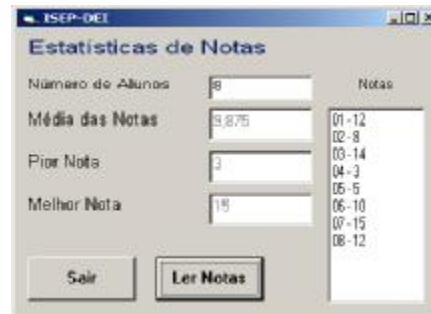 ISEP-DEI
Estatísticas de Notas
Número de Alunos 8
Notas
Média das Notas 9,875
Pior Nota 3
Melhor Nota 15
01-12
02-8
03-14
04-3
05-5
06-10
07-15
08-12
Sair
Ler Notas